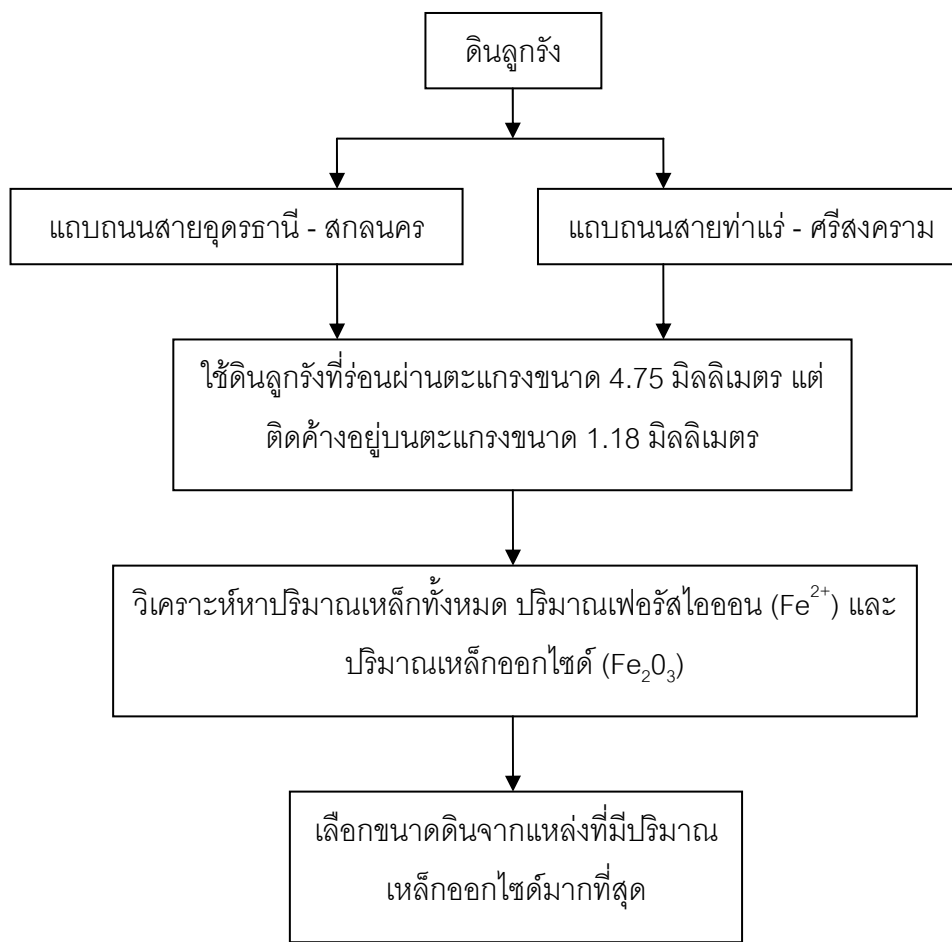 ดินลูกรัง
แถบถนนสายอุดรธานี - สกลนคร
แถบถนนสายท่าแร่ - ศรีสงคราม
ใช้ดินลูกรังที่ร่อนผ่านตะแกรงขนาด 4.75 มิลลิเมตร แต่
ติดค้างอยู่บนตะแกรงขนาด 1.18 มิลลิเมตร
วิเคราะห์หาปริมาณเหล็กทั้งหมด ปริมาณเฟอรัสไอออน (Fe²⁺) และ
ปริมาณเหล็กออกไซด์ (Fe₂0₃)
เลือกขนาดดินจากแหล่งที่มีปริมาณ
เหล็กออกไซด์มากที่สุด